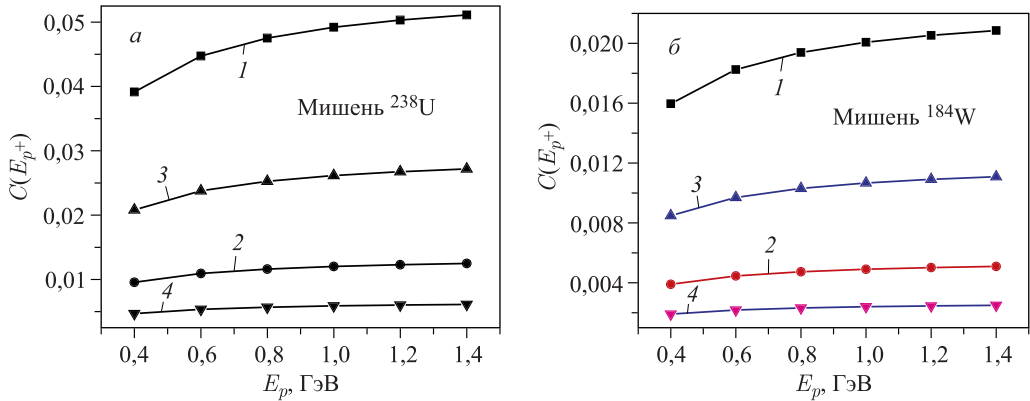 а
0,05
0,04
0,03
0,02
0,01
C(Eₚ+)
1
Мишень ²³⁸U
3
2
4
0,4 0,6 0,8 1,0 1,2 1,4
Eₚ, ГэВ
б
0,020
0,016
0,012
0,008
0,004
C(Eₚ+)
1
Мишень ¹⁸⁴W
3
2
4
0,4 0,6 0,8 1,0 1,2 1,4
Eₚ, ГэВ